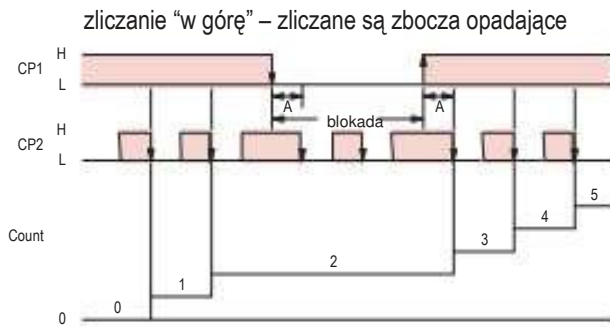 zliczanie “w górę” – zliczane są zbocza opadające
H
CP1
L
A
A
blokada
H
CP2
L
5
4
3
Count
2
1
0
0